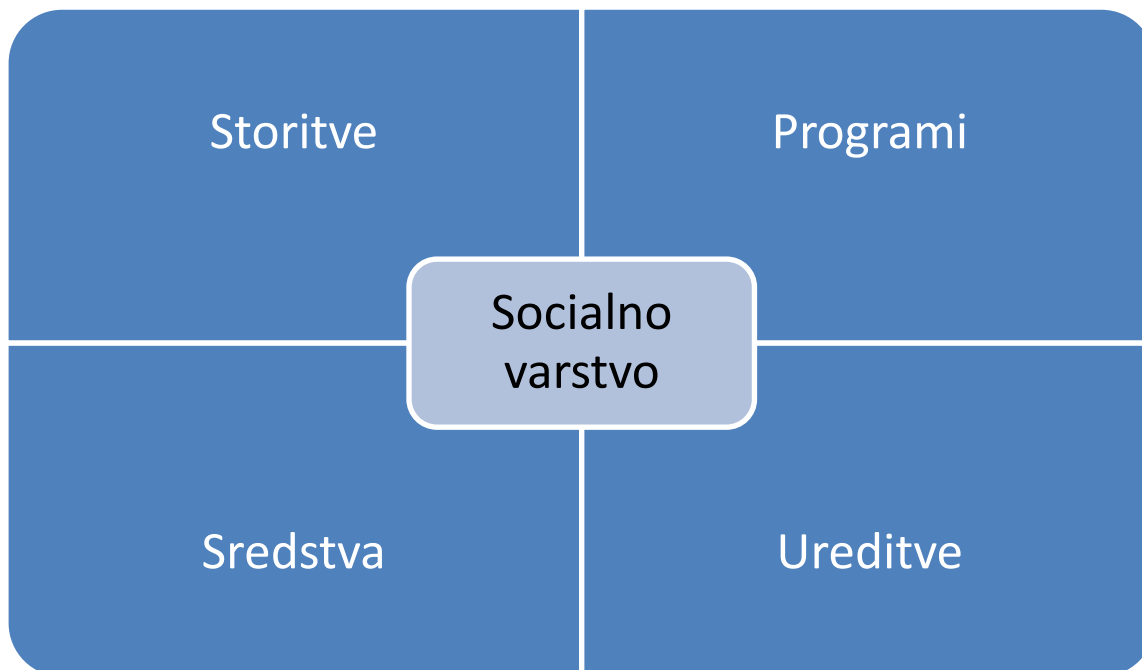 Storitve
Programi
Socialno
varstvo
Sredstva
Ureditve